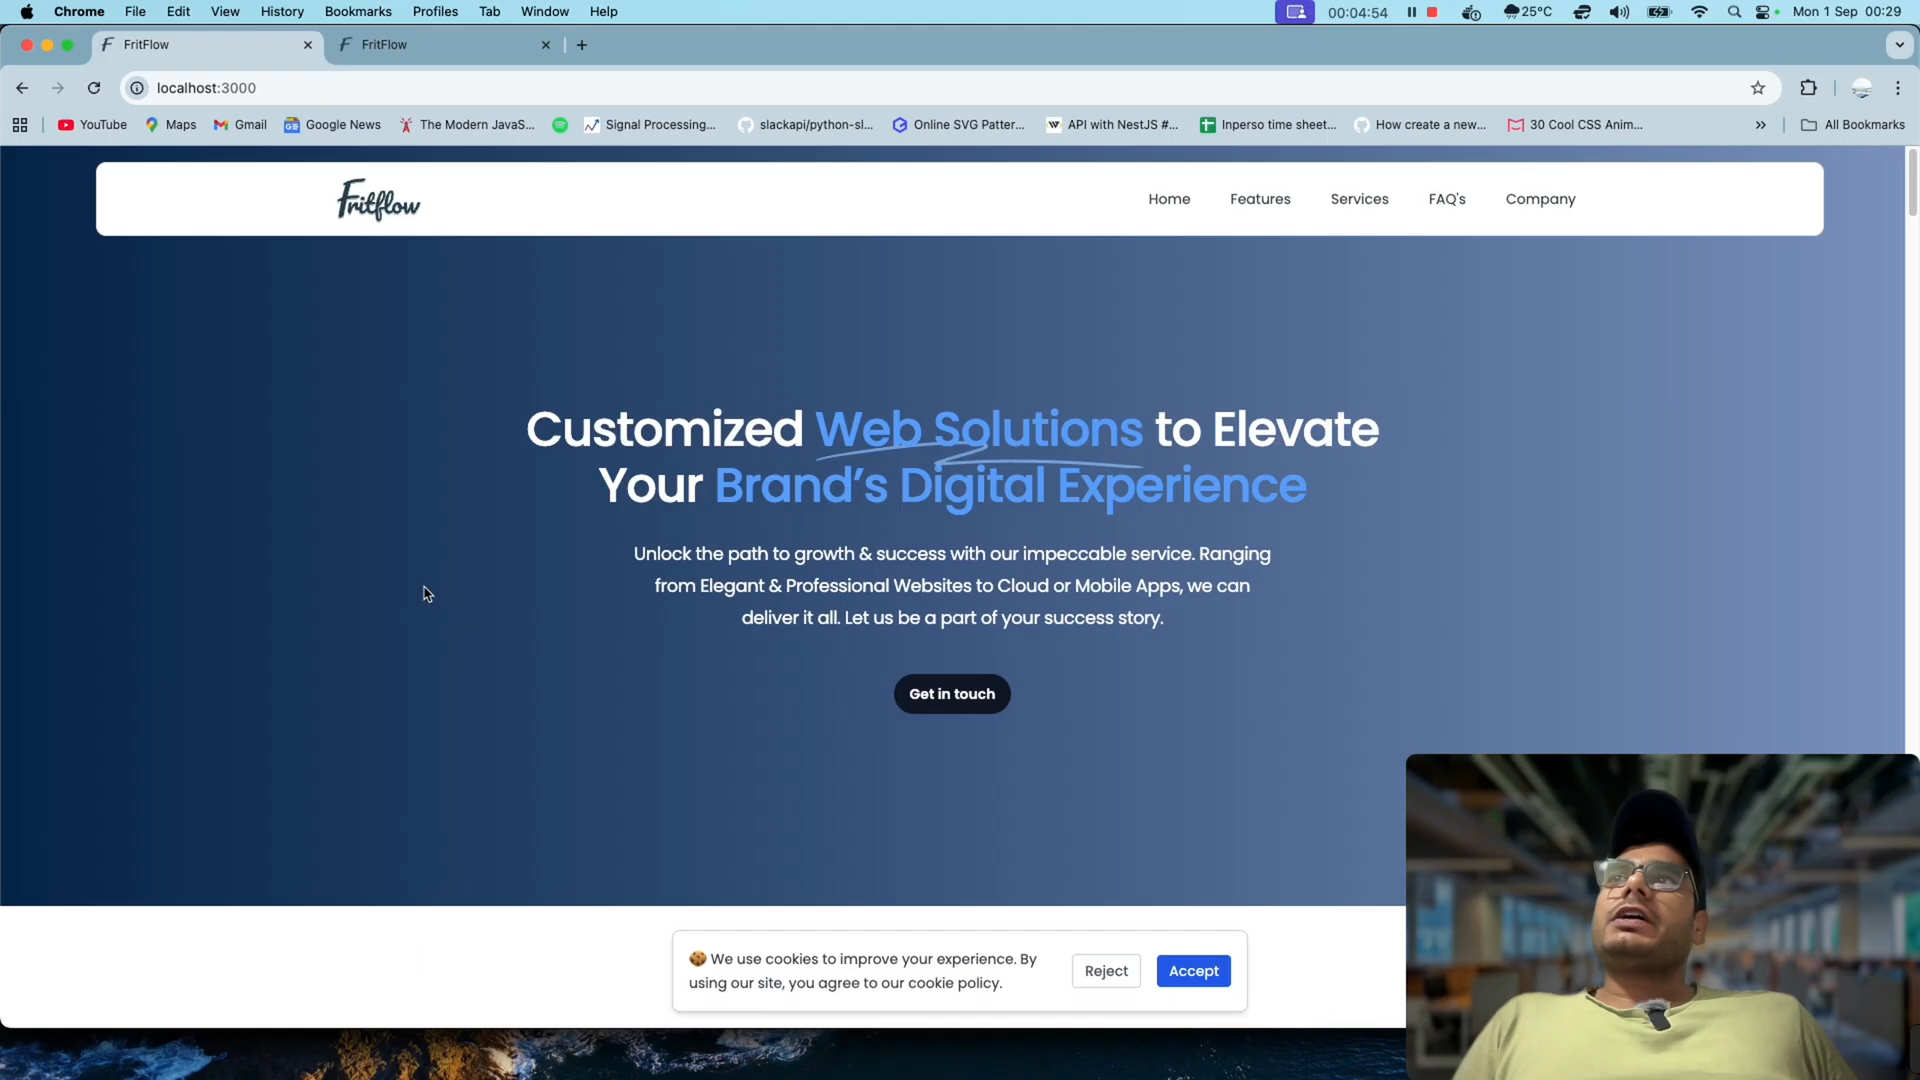 Chrome File Edit View History Bookmarks Profiles Tab Window Help 00:04:54 25°C Mon 1 Sep 00:29
FritFlow FritFlow
localhost:3000
YouTube Maps Gmail Google News The Modern JavaS... Signal Processing... slackapi/python-sl... Online SVG Patter... API with NestJS #... Inperso time sheet... How create a new... 30 Cool CSS Anim... All Bookmarks
Fritflow Home Features Services FAQ's Company
Customized Web Solutions to Elevate
Your Brand’s Digital Experience
Unlock the path to growth & success with our impeccable service. Ranging
from Elegant & Professional Websites to Cloud or Mobile Apps, we can
deliver it all. Let us be a part of your success story.
Get in touch
🍪 We use cookies to improve your experience. By
using our site, you agree to our cookie policy.
Reject Accept